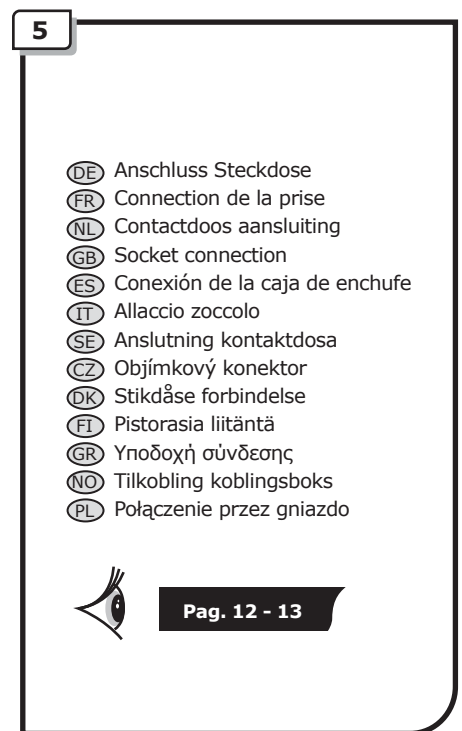 5
DE Anschluss Steckdose
FR Connection de la prise
NL Contactdoos aansluiting
GB Socket connection
ES Conexión de la caja de enchufe
IT Allaccio zoccolo
SE Anslutning kontaktdosa
CZ Objímkový konektor
DK Stikdåse forbindelse
FI Pistorasia liitäntä
GR Υποδοχή σύνδεσης
NO Tilkobling koblingsboks
PL Połączenie przez gniazdo
Pag. 12 - 13